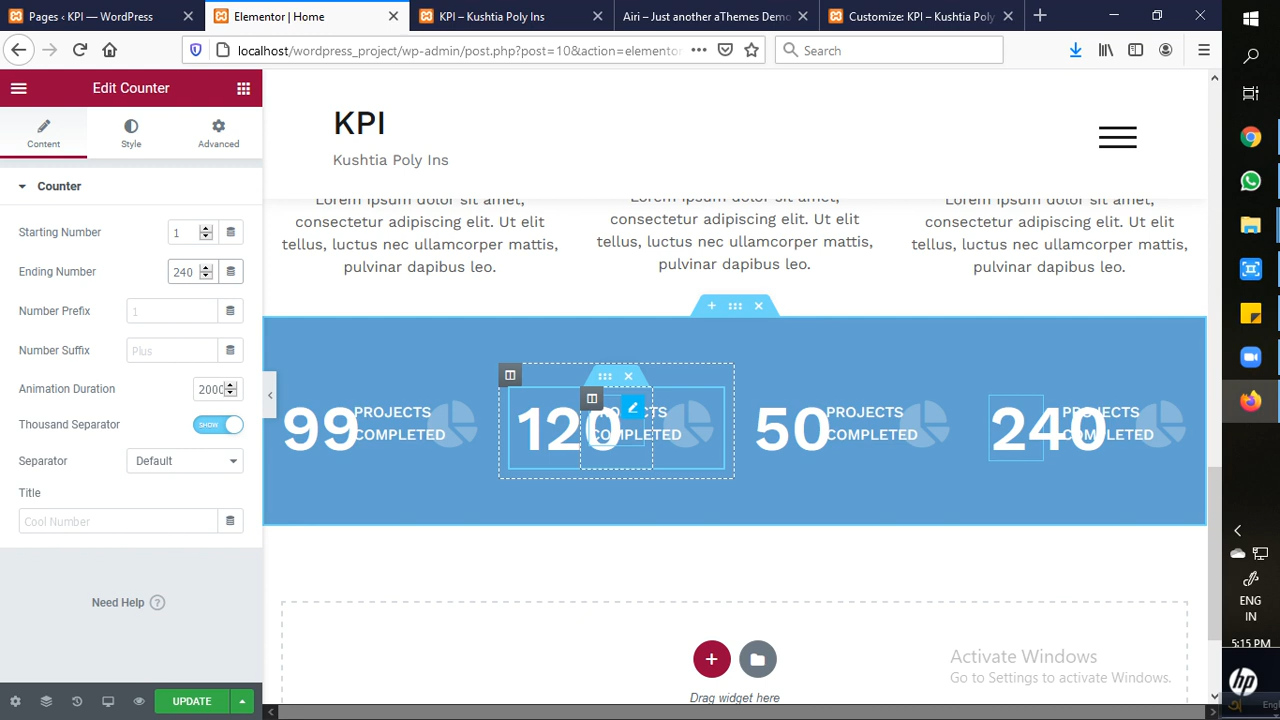 Pages ‹ KPI — WordPress
Elementor | Home
KPI – Kushtia Poly Ins
Airi – Just another aThemes Demo
Customize: KPI – Kushtia Poly
localhost/wordpress_project/wp-admin/post.php?post=10&action=elementor
Search
Edit Counter
Content
Style
Advanced
Counter
Starting Number
1
Ending Number
240
Number Prefix
1
Number Suffix
Plus
Animation Duration
2000
Thousand Separator
SHOW
Separator
Default
Title
Cool Number
Need Help
UPDATE
KPI
Kushtia Poly Ins
Lorem ipsum dolor sit amet,
consectetur adipiscing elit. Ut elit
tellus, luctus nec ullamcorper mattis,
pulvinar dapibus leo.
Lorem ipsum dolor sit amet,
consectetur adipiscing elit. Ut elit
tellus, luctus nec ullamcorper mattis,
pulvinar dapibus leo.
Lorem ipsum dolor sit amet,
consectetur adipiscing elit. Ut elit
tellus, luctus nec ullamcorper mattis,
pulvinar dapibus leo.
99
PROJECTS
COMPLETED
120
PROJECTS
COMPLETED
50
PROJECTS
COMPLETED
240
PROJECTS
COMPLETED
Drag widget here
Activate Windows
Go to Settings to activate Windows.
ENG
IN
5:15 PM
hp